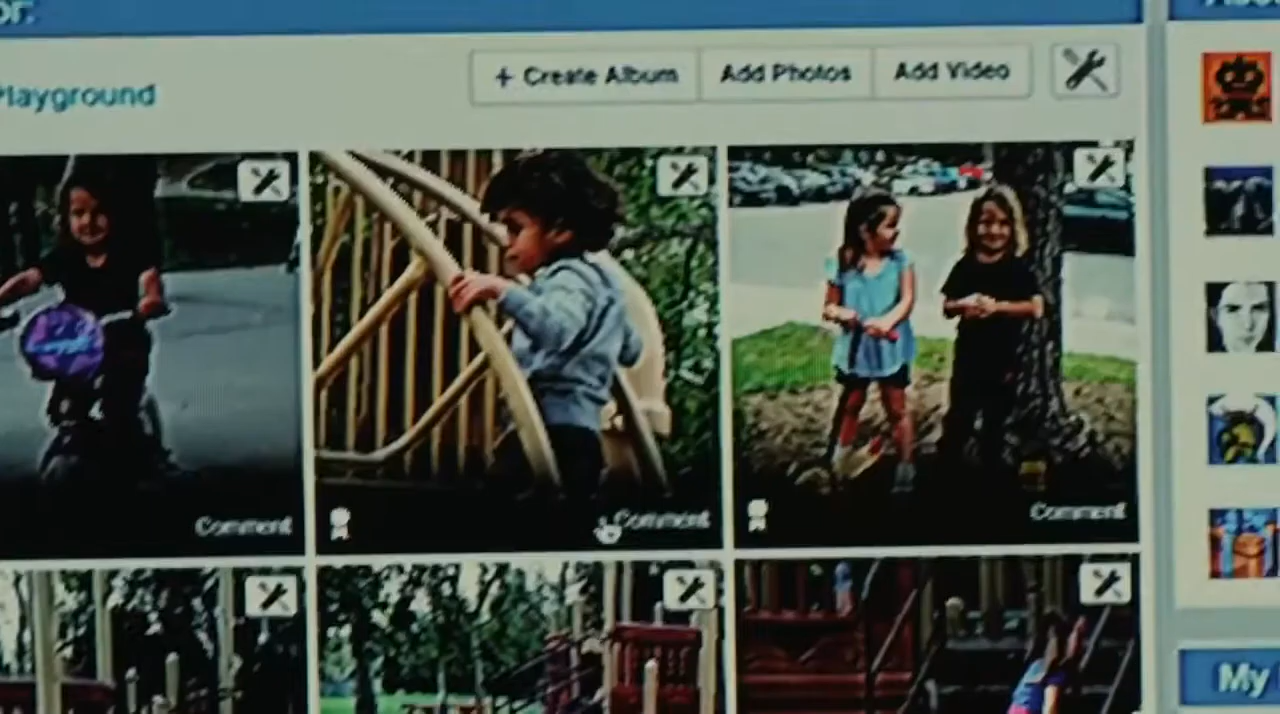 Playground
+ Create Album
Add Photos
Add Video
Comment
Comment
Comment
My